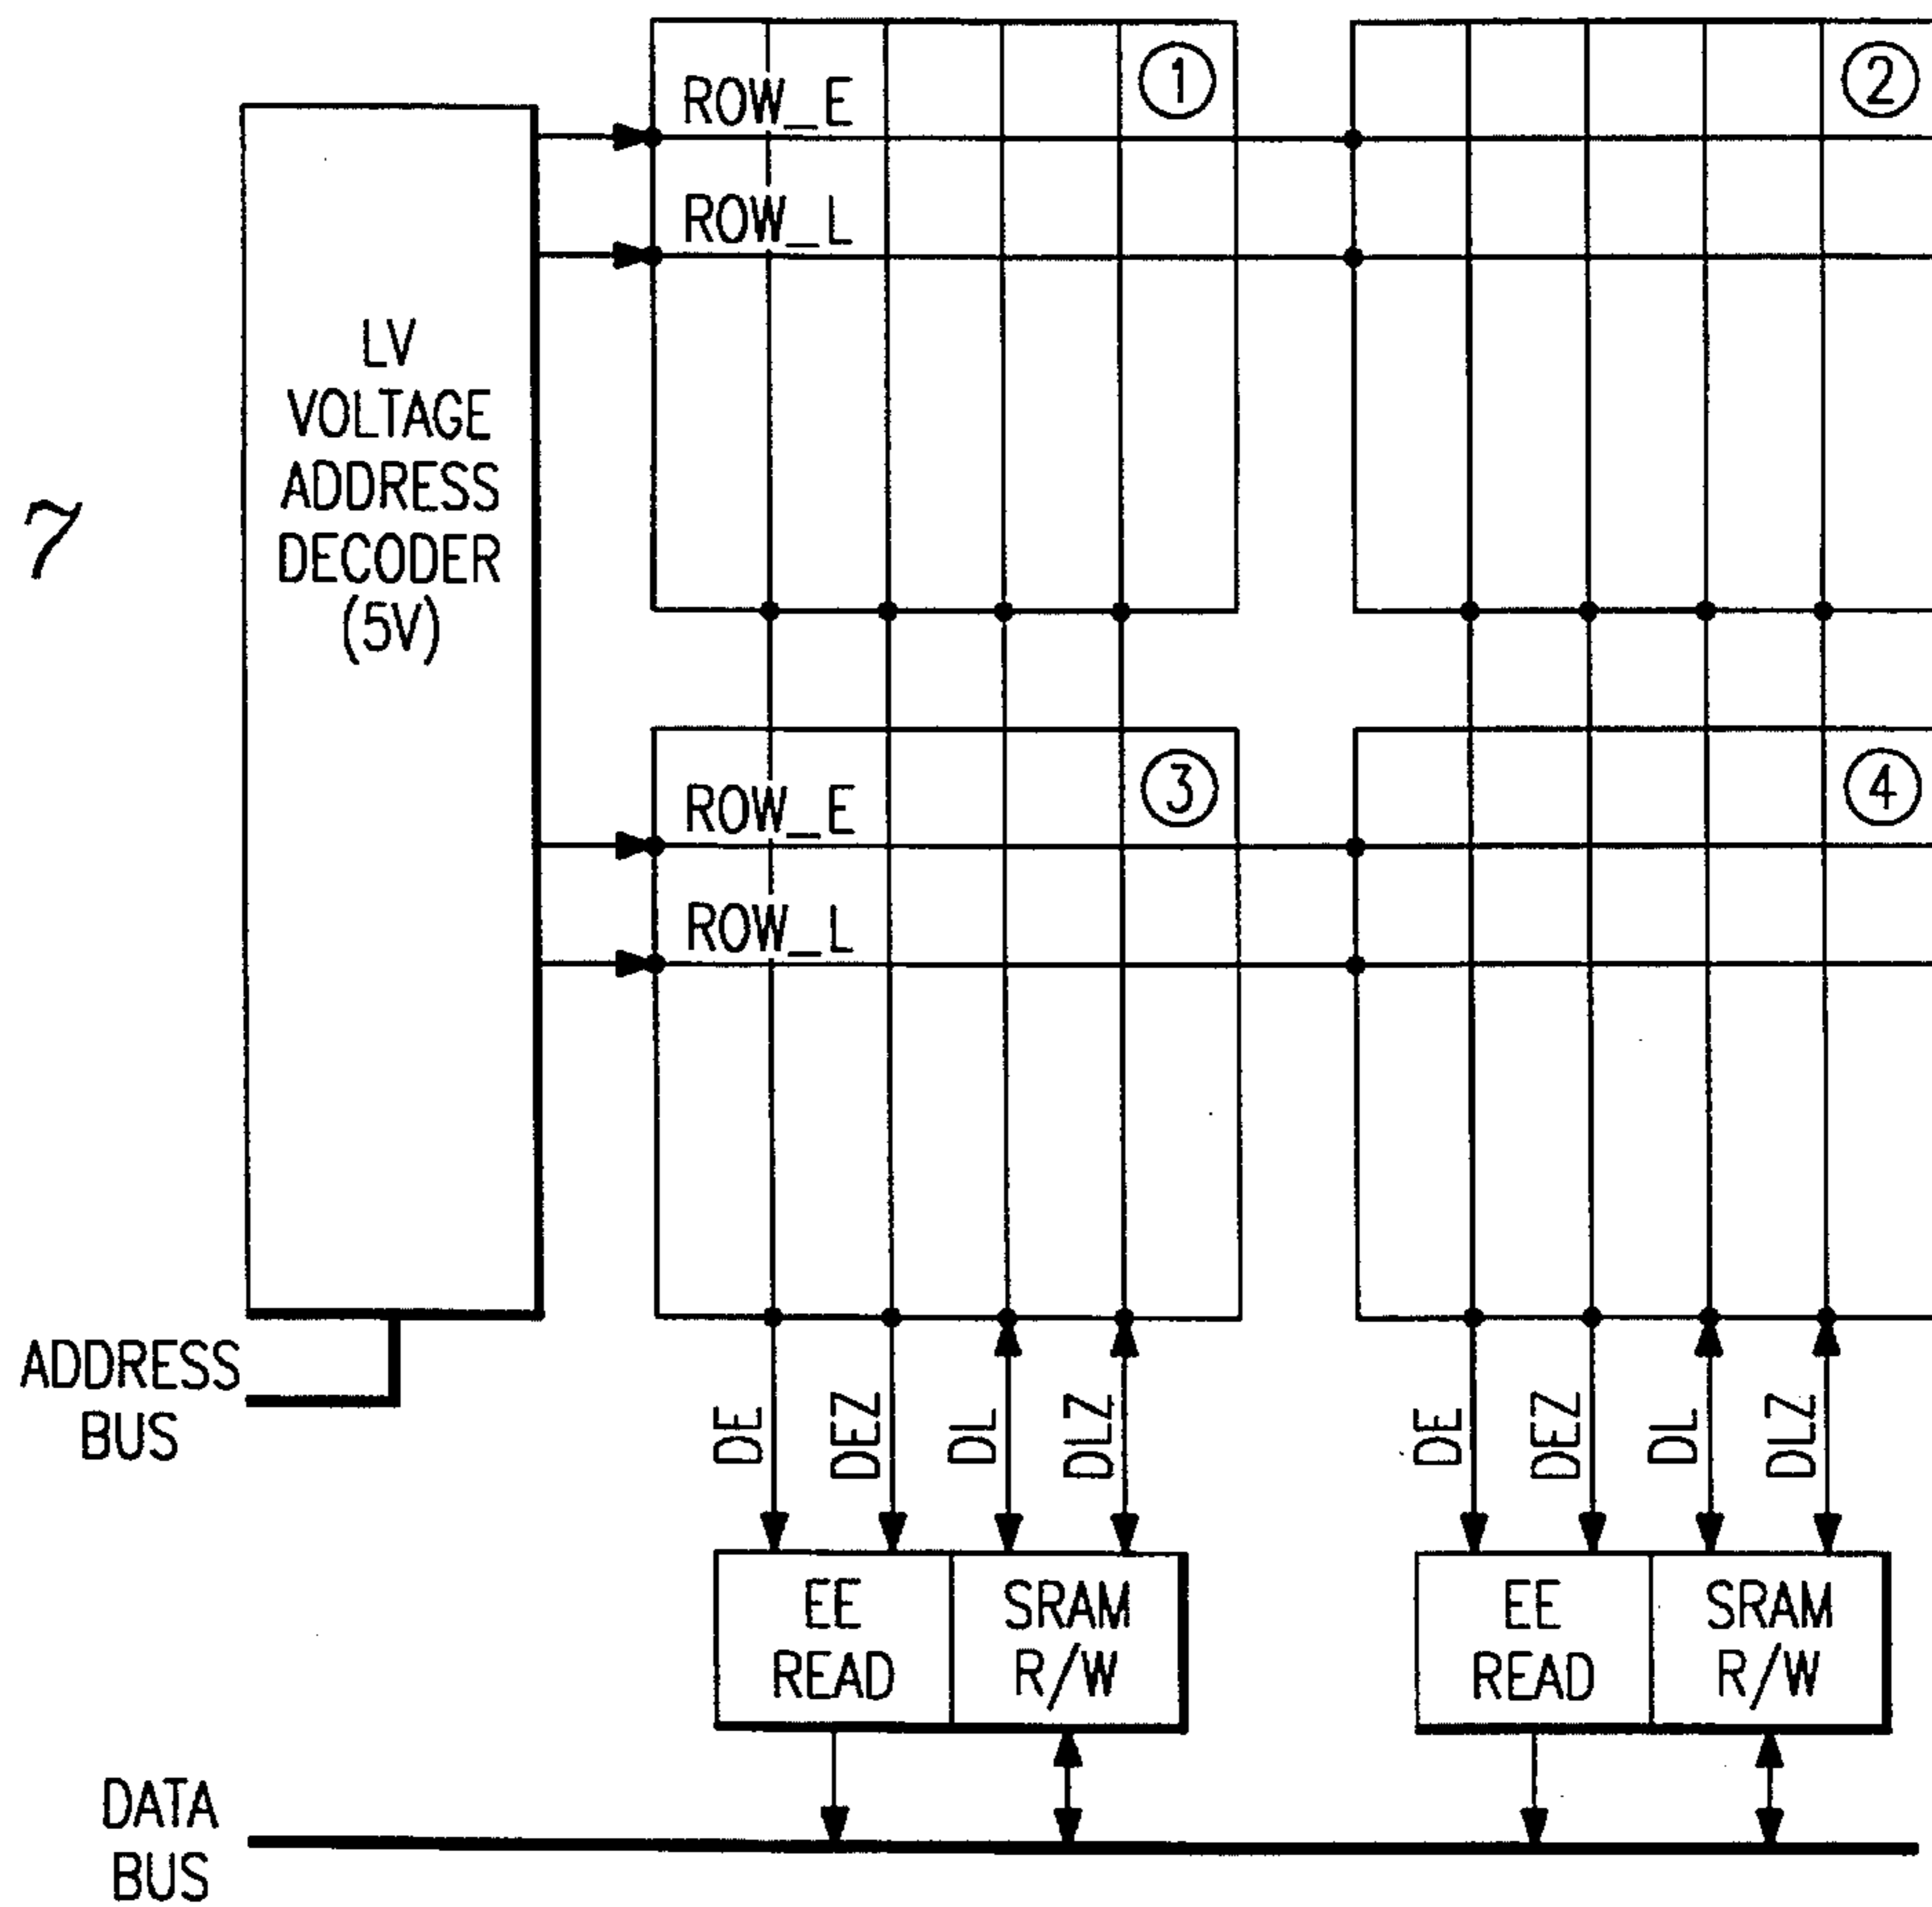 1
2
ROW_E
ROW_L
LV
VOLTAGE
ADDRESS
DECODER
(5V)
7
3
4
ROW_E
ROW_L
ADDRESS
BUS
DE
DEZ
DL
DLZ
DE
DEZ
DL
DLZ
EE
READ
SRAM
R/W
EE
READ
SRAM
R/W
DATA
BUS